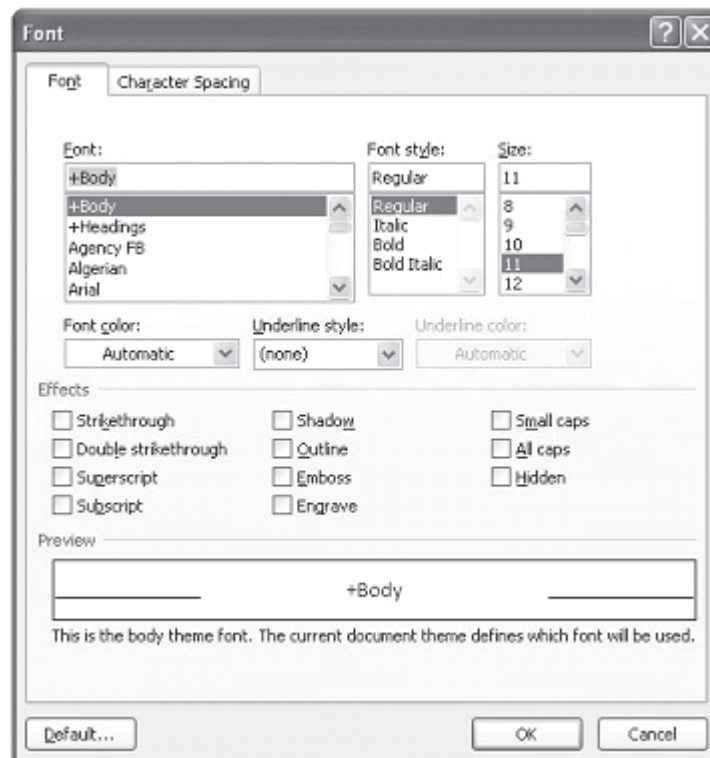 Font
Font Character Spacing
Font: Font style: Size:
+Body Regular 11
+Body Regular 8
+Headings Italic 9
Agency FB Bold 10
Algerian Bold Italic 11
Arial 12
Font color: Underline style: Underline color:
Automatic (none) Automatic
Effects
Strikethrough Shadow Small caps
Double strikethrough Outline All caps
Superscript Emboss Hidden
Subscript Engrave
Preview
+Body
This is the body theme font. The current document theme defines which font will be used.
Default... OK Cancel